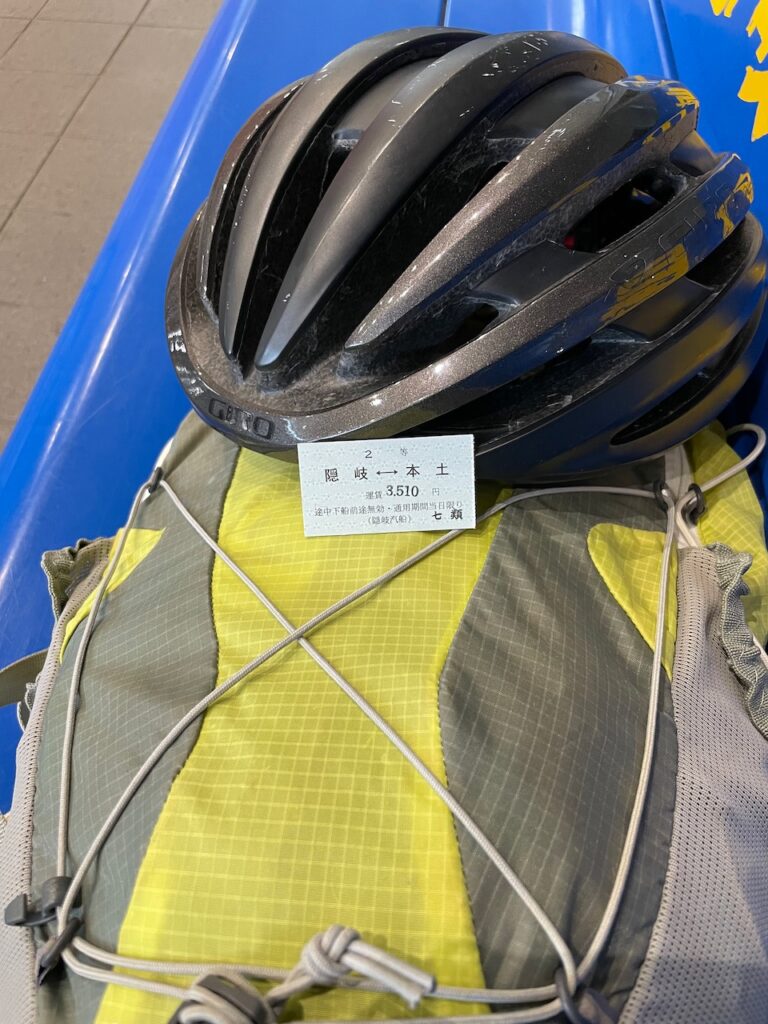 GIRO
2 等
隠岐⟷本土
運賃 3.510 円
途中下船前途無効・通用期間当日限り
(隠岐汽船) 七類